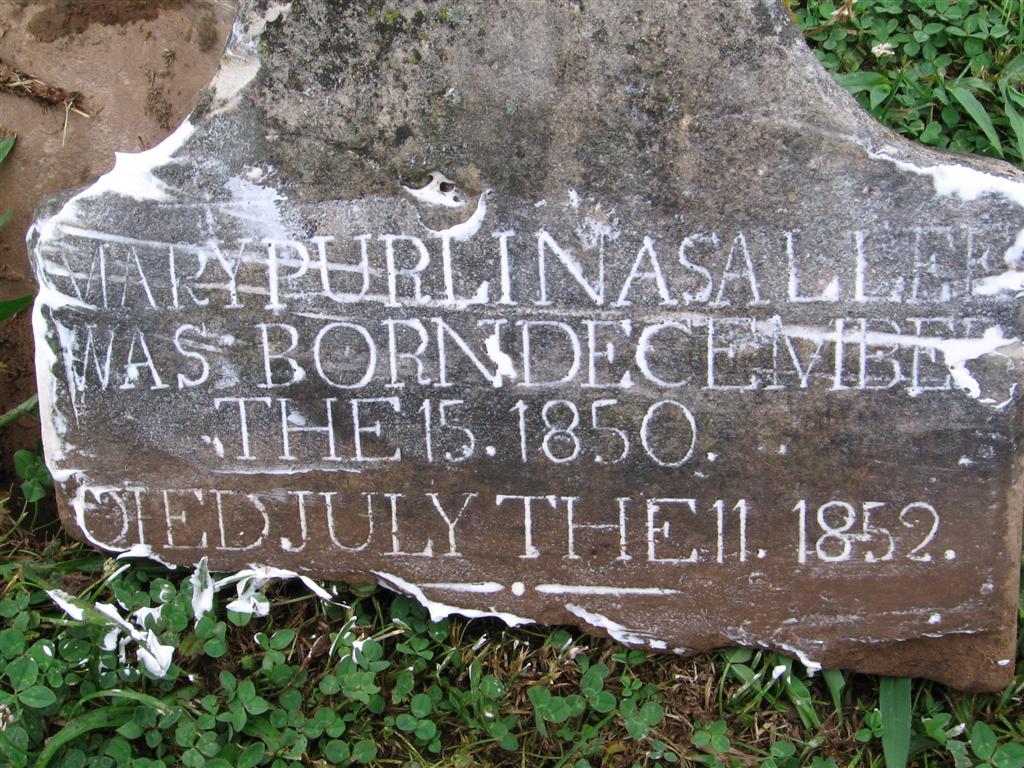 MARY PURLINA SALLEE
WAS BORN DECEMBER
THE 15. 1850.
DIED JULY THE 11. 1852.